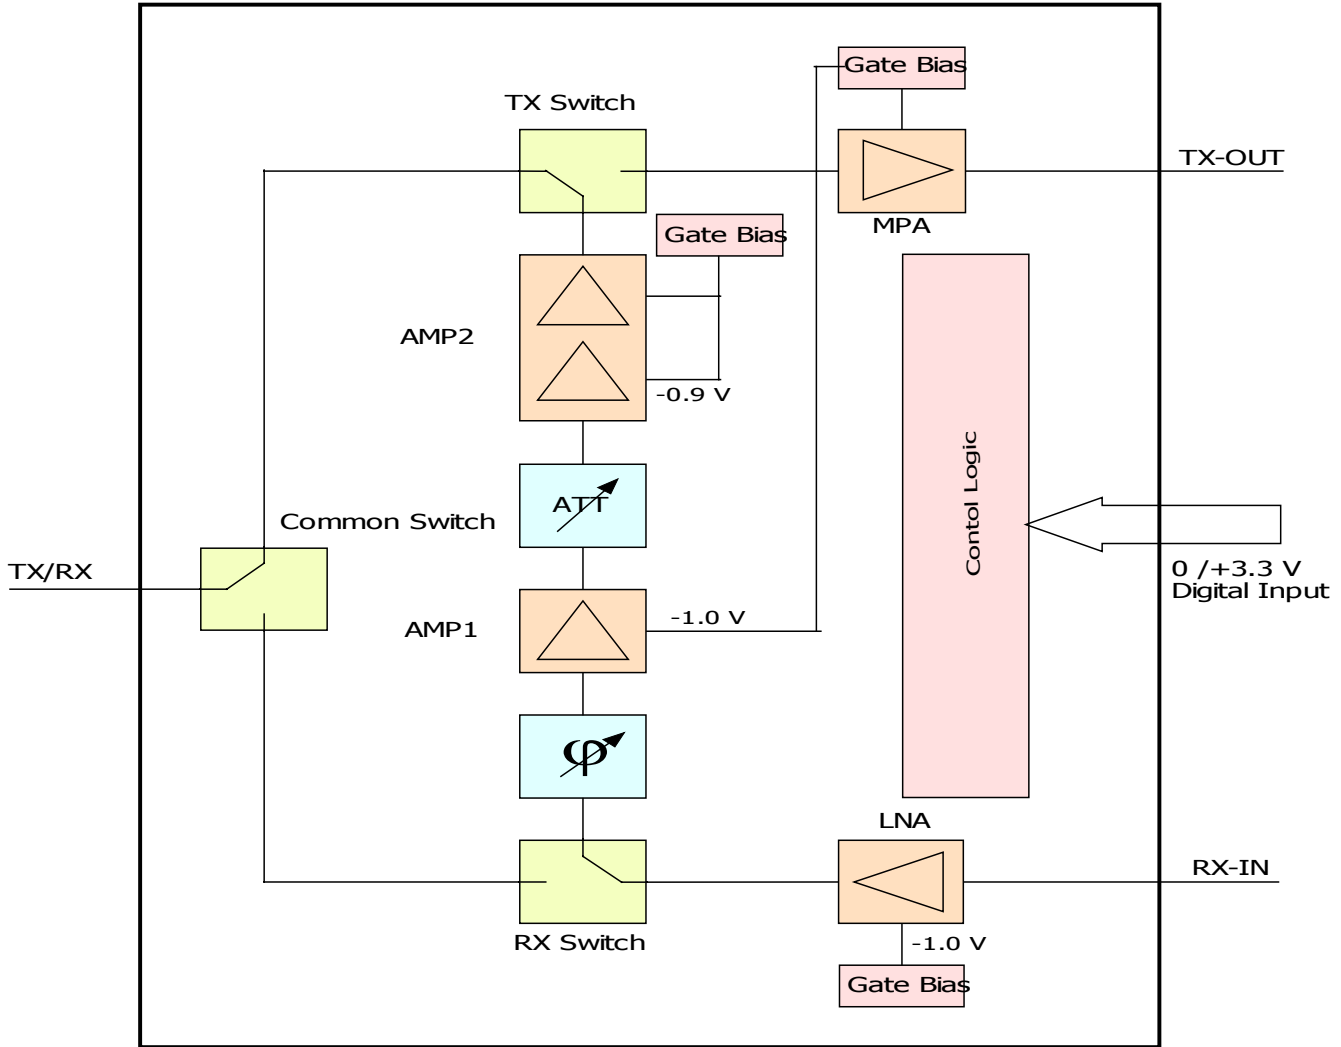 Gate Bias
TX Switch
TX-OUT
MPA
Gate Bias
AMP2
-0.9 V
Contol Logic
ATT
Common Switch
TX/RX
0 /+3.3 V
Digital Input
-1.0 V
AMP1
φ
LNA
RX-IN
RX Switch
-1.0 V
Gate Bias